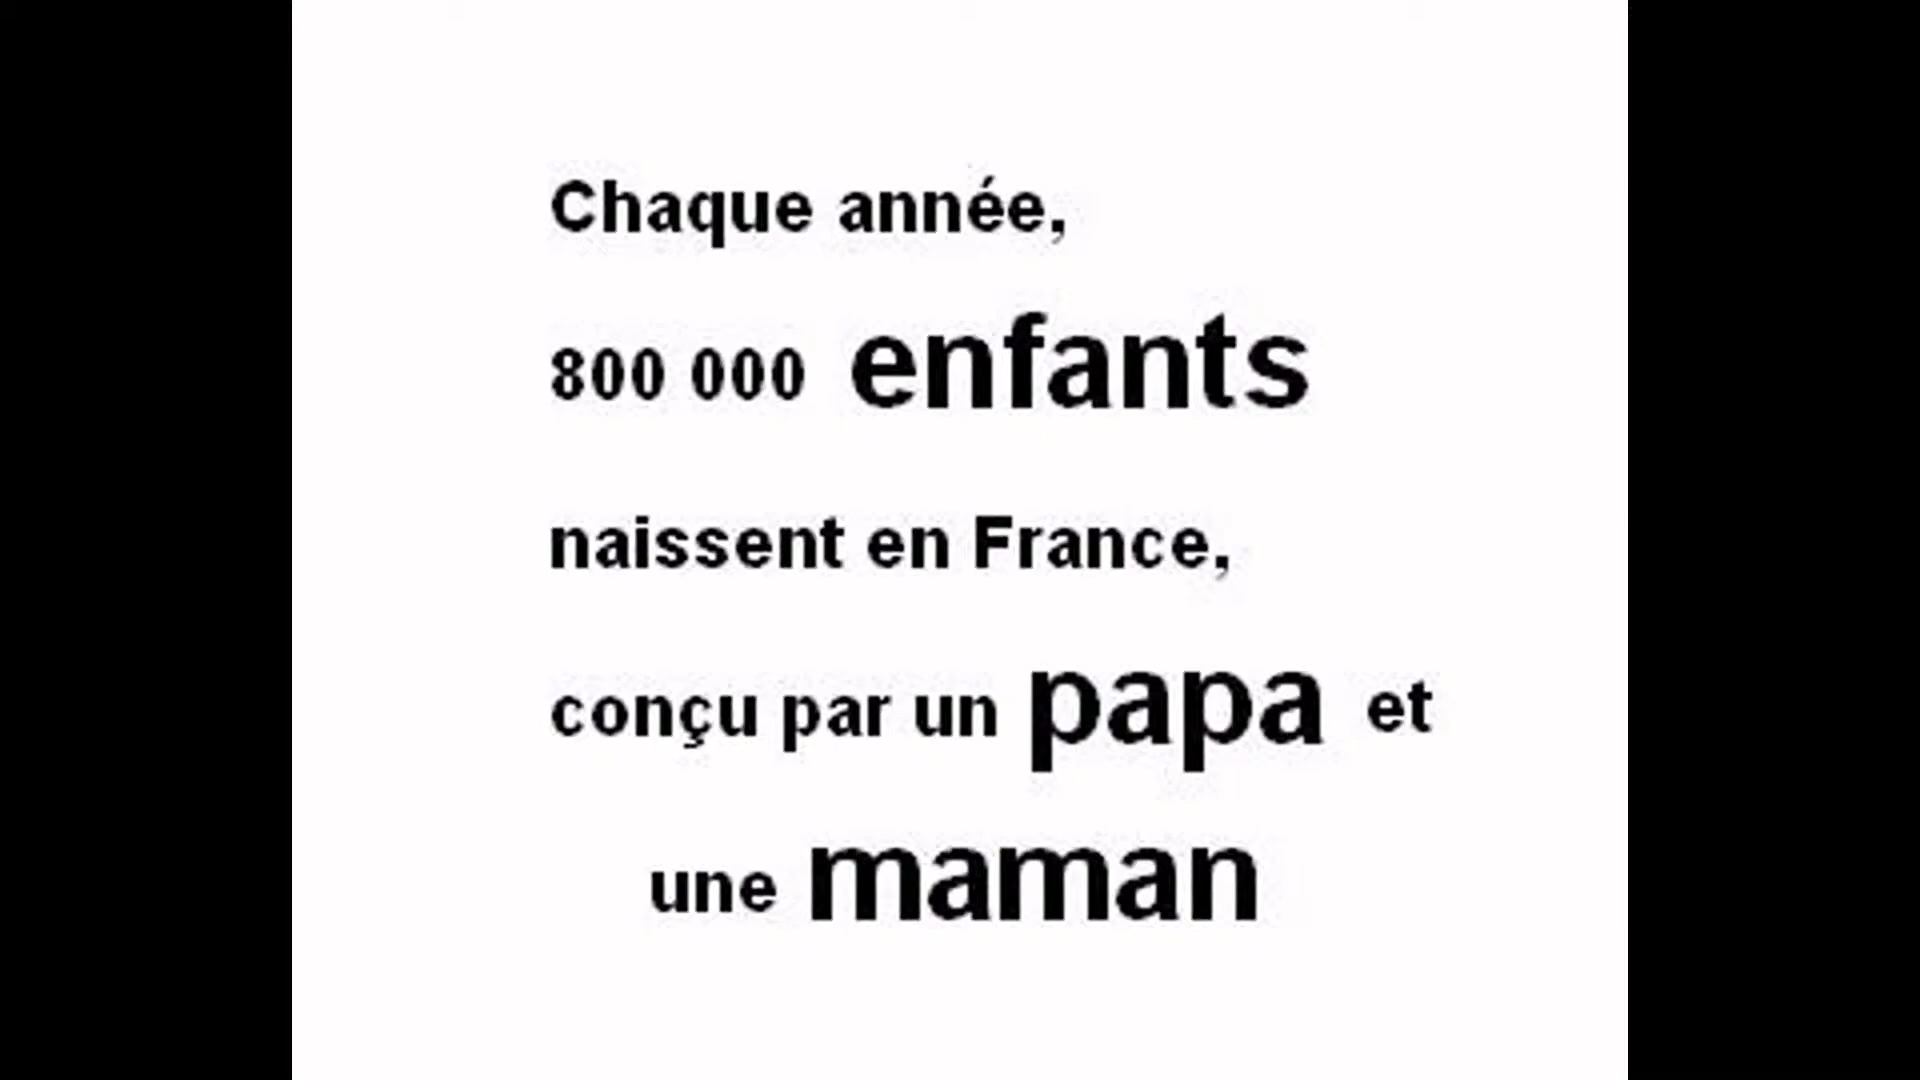 Chaque année,
800 000 enfants
naissent en France,
conçu par un papa et
une maman